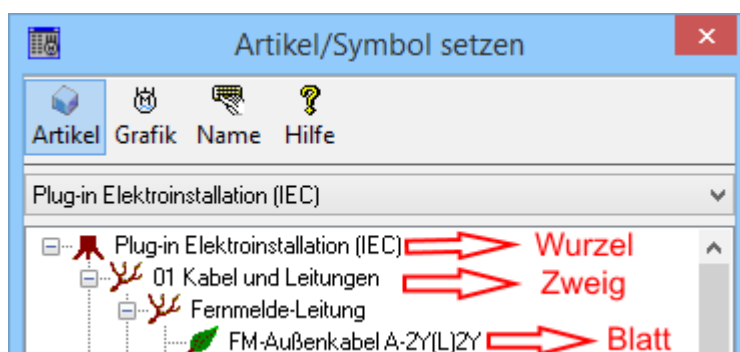 Artikel/Symbol setzen
Artikel Grafik Name Hilfe
Plug-in Elektroinstallation (IEC)
Plug-in Elektroinstallation (IEC) Wurzel
01 Kabel und Leitungen Zweig
Fernmelde-Leitung
FM-Außenkabel A-2Y(L)2Y Blatt